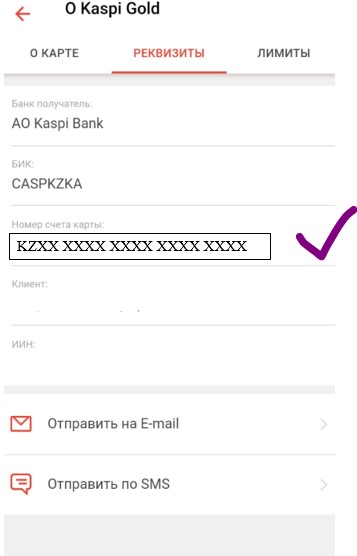 О Kaspi Gold
О КАРТЕ РЕКВИЗИТЫ ЛИМИТЫ
Банк получатель:
АО Kaspi Bank
БИК:
CASPKZKA
Номер счета карты:
KZXX XXXX XXXX XXXX XXXX
Клиент:
ИИН:
Отправить на E-mail
Отправить по SMS